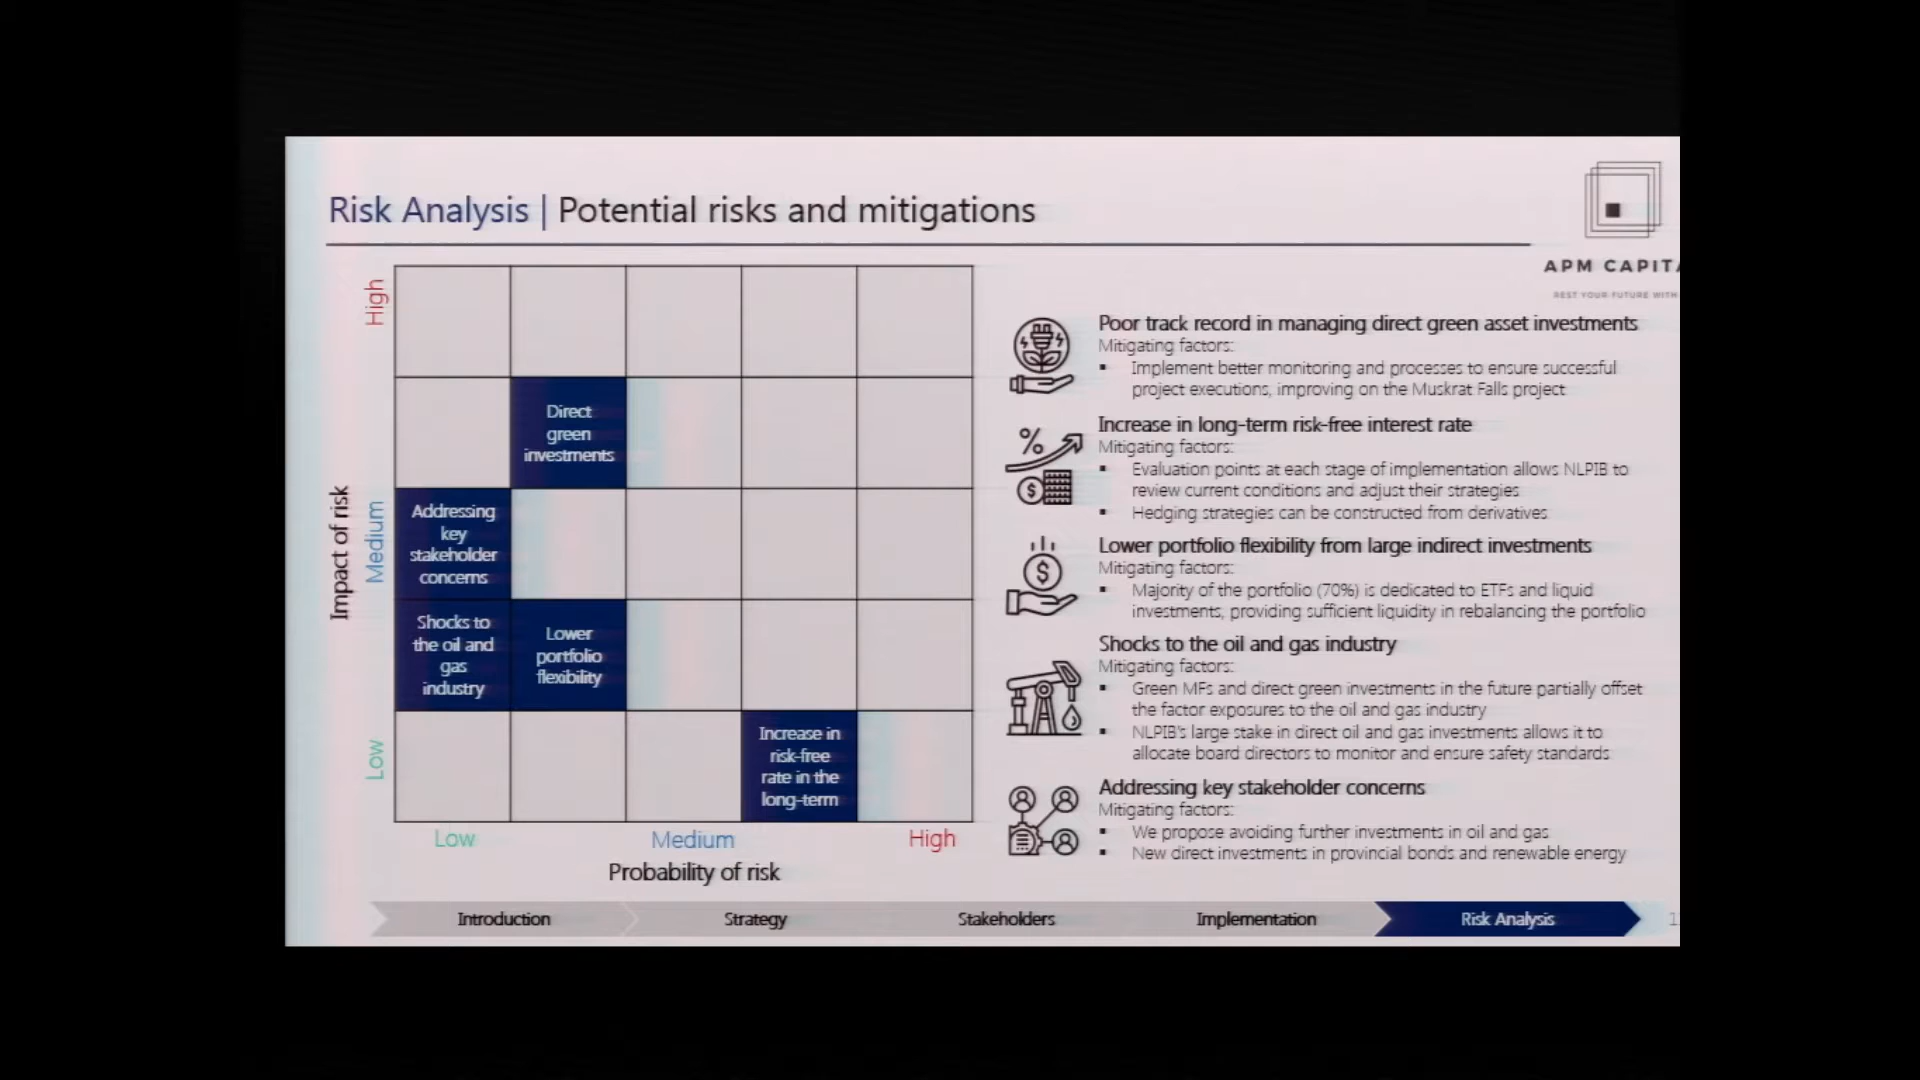 Risk Analysis | Potential risks and mitigations
APM CAPITA
REST YOUR FUTURE WITH
High
Medium
Low
Impact of risk
Direct
green
investments
Addressing
key
stakeholder
concerns
Shocks to
the oil and
gas
industry
Lower
portfolio
flexibility
Increase in
risk-free
rate in the
long-term
Low
Medium
High
Probability of risk
Poor track record in managing direct green asset investments
Mitigating factors:
▪ Implement better monitoring and processes to ensure successful
project executions, improving on the Muskrat Falls project
Increase in long-term risk-free interest rate
Mitigating factors:
▪ Evaluation points at each stage of implementation allows NLPIB to
review current conditions and adjust their strategies
▪ Hedging strategies can be constructed from derivatives
Lower portfolio flexibility from large indirect investments
Mitigating factors:
▪ Majority of the portfolio (70%) is dedicated to ETFs and liquid
investments, providing sufficient liquidity in rebalancing the portfolio
Shocks to the oil and gas industry
Mitigating factors:
▪ Green MFs and direct green investments in the future partially offset
the factor exposures to the oil and gas industry
▪ NLPIB's large stake in direct oil and gas investments allows it to
allocate board directors to monitor and ensure safety standards
Addressing key stakeholder concerns
Mitigating factors:
▪ We propose avoiding further investments in oil and gas
▪ New direct investments in provincial bonds and renewable energy
Introduction
Strategy
Stakeholders
Implementation
Risk Analysis